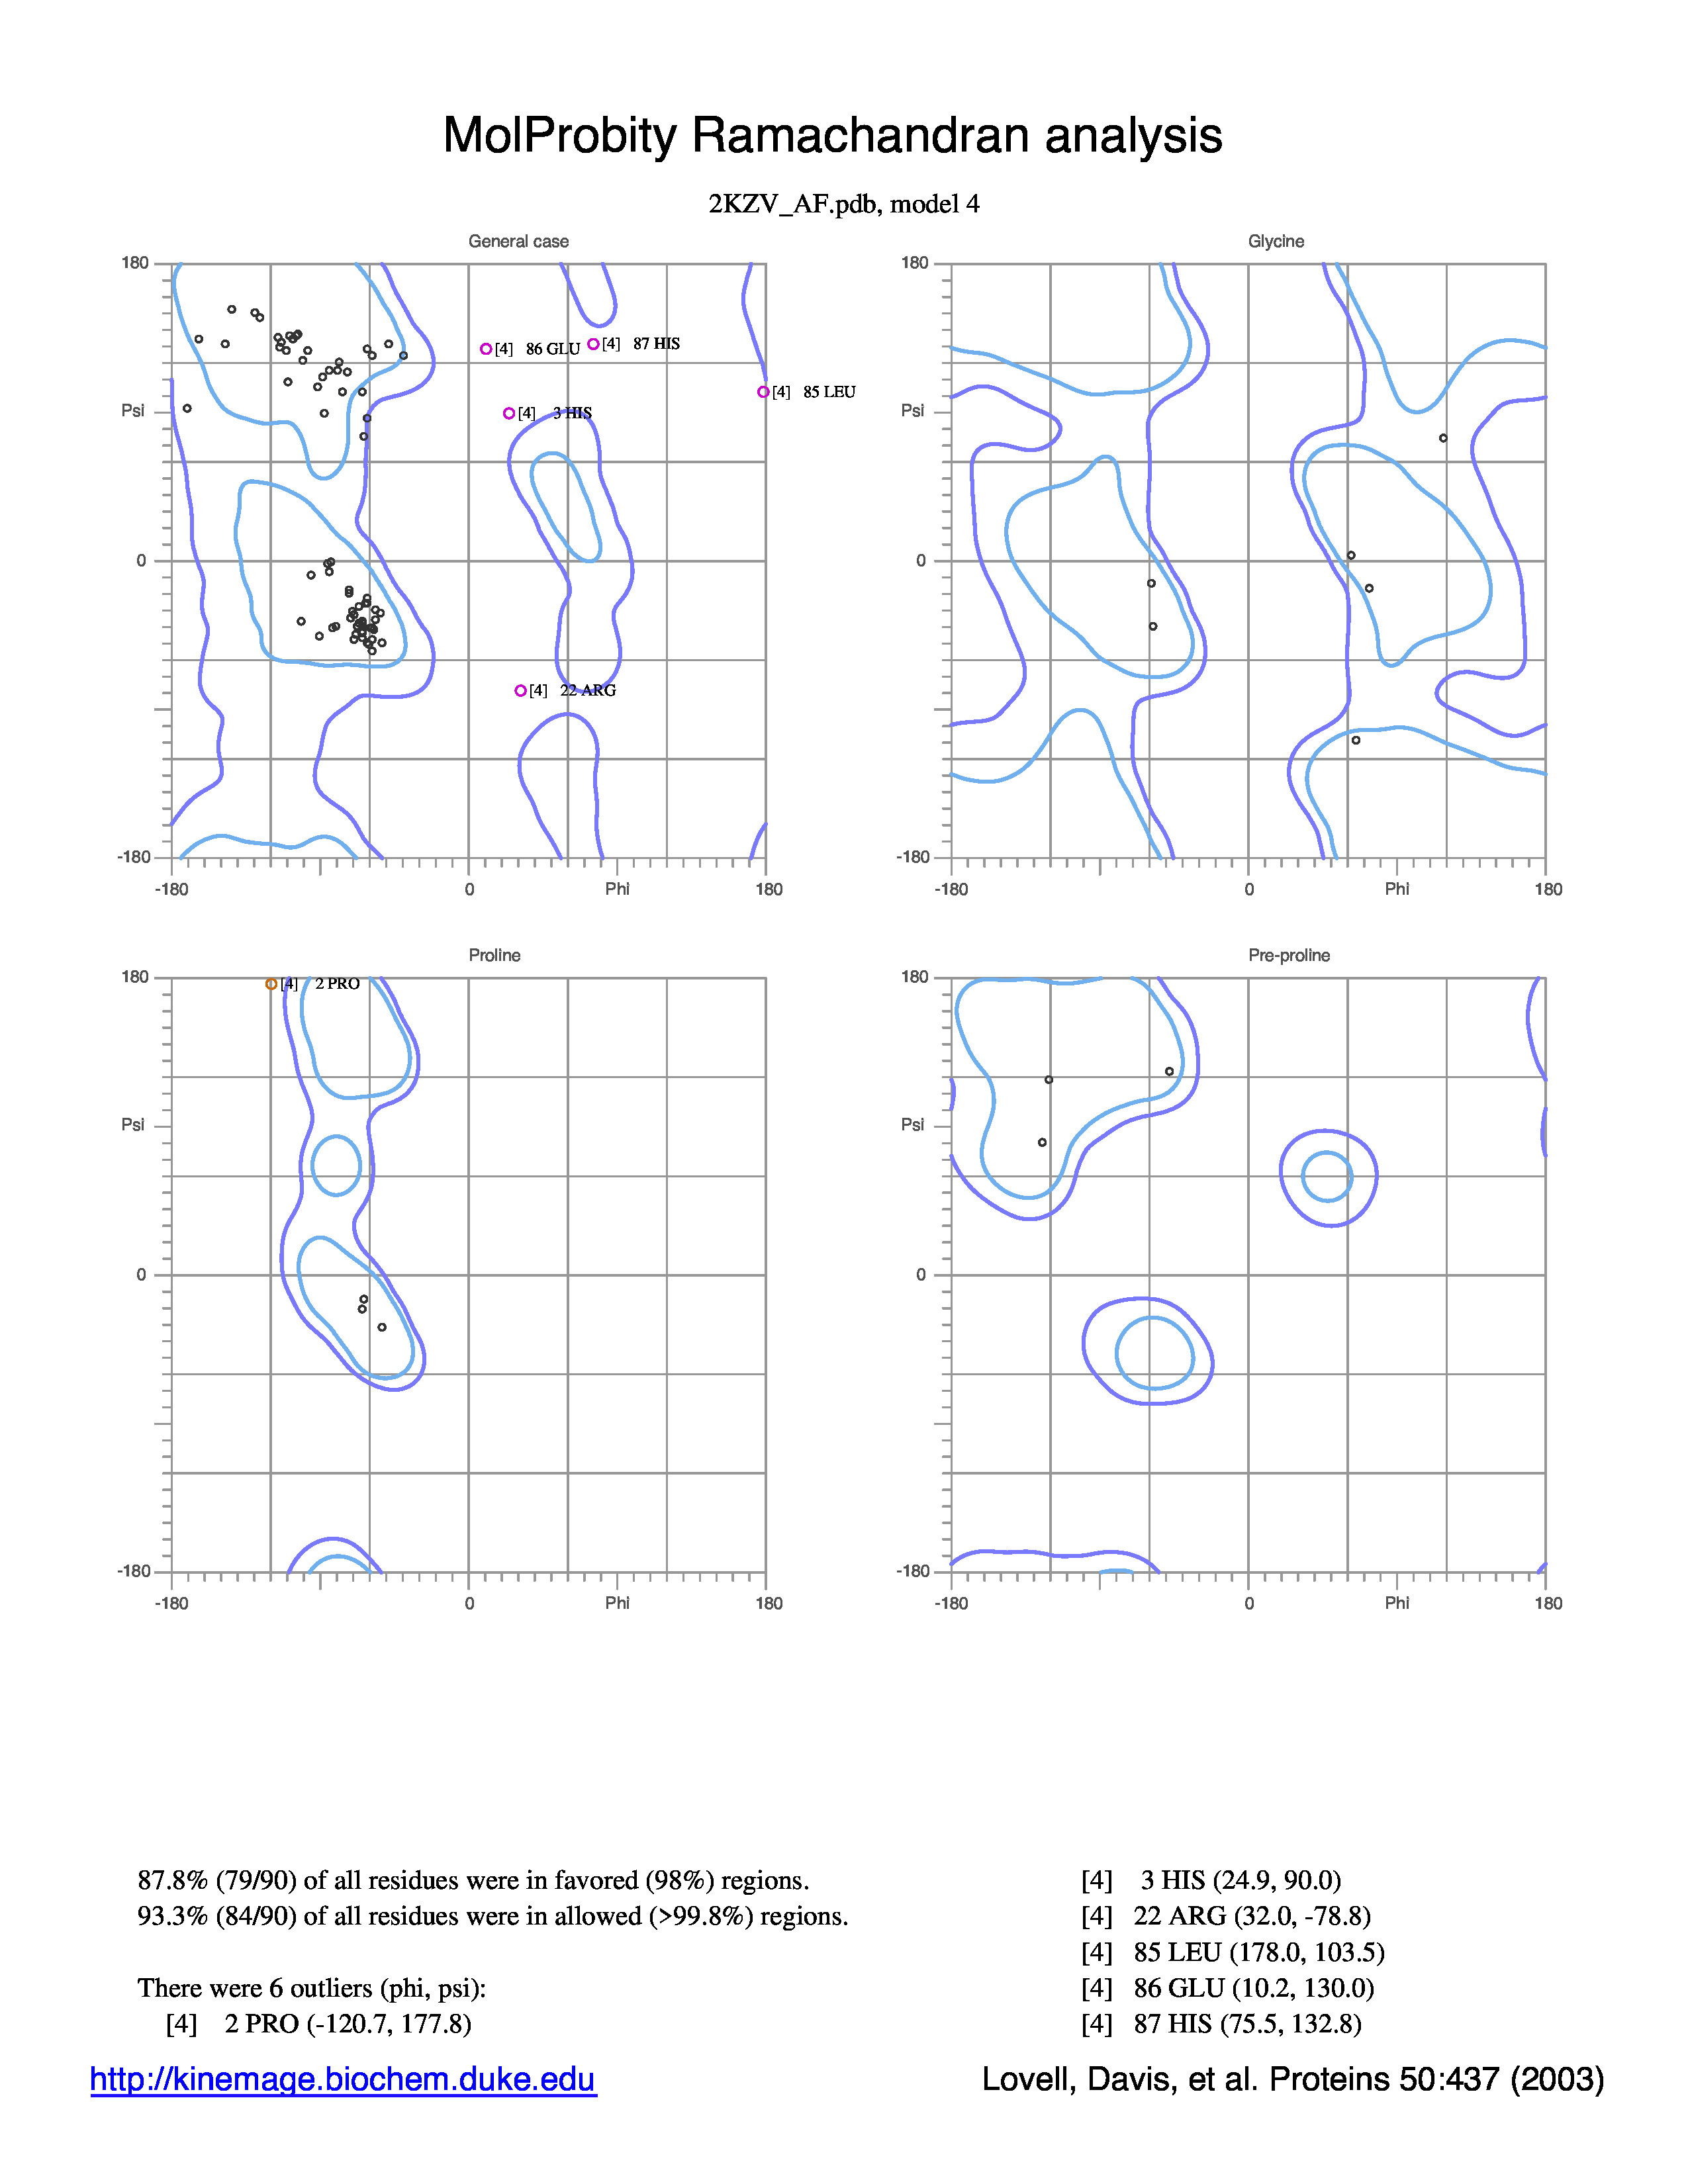 MolProbity Ramachandran analysis
2KZV_AF.pdb, model 4
General case
180
Psi
0
-180
-180 0 Phi 180
[4] 86 GLU
[4] 87 HIS
[4] 85 LEU
[4] 3 HIS
[4] 22 ARG
Glycine
180
Psi
0
-180
-180 0 Phi 180
Proline
180
Psi
0
-180
-180 0 Phi 180
[4] 2 PRO
Pre-proline
180
Psi
0
-180
-180 0 Phi 180
87.8% (79/90) of all residues were in favored (98%) regions.
93.3% (84/90) of all residues were in allowed (>99.8%) regions.
There were 6 outliers (phi, psi):
[4] 2 PRO (-120.7, 177.8)
[4] 3 HIS (24.9, 90.0)
[4] 22 ARG (32.0, -78.8)
[4] 85 LEU (178.0, 103.5)
[4] 86 GLU (10.2, 130.0)
[4] 87 HIS (75.5, 132.8)
http://kinemage.biochem.duke.edu
Lovell, Davis, et al. Proteins 50:437 (2003)